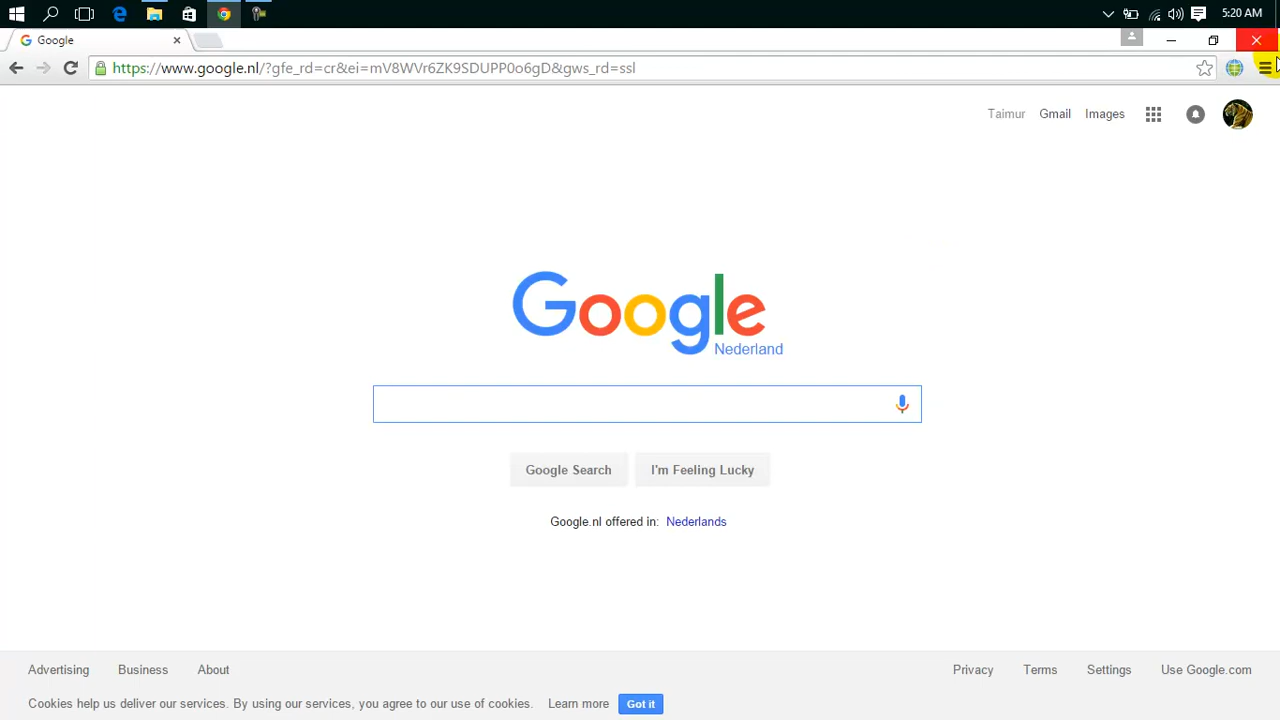 5:20 AM
Google
https://www.google.nl/?gfe_rd=cr&ei=mV8WVr6ZK9SDUPP0o6gD&gws_rd=ssl
Taimur Gmail Images
Google
Nederland
Google Search I'm Feeling Lucky
Google.nl offered in: Nederlands
Advertising Business About Privacy Terms Settings Use Google.com
Cookies help us deliver our services. By using our services, you agree to our use of cookies. Learn more Got it